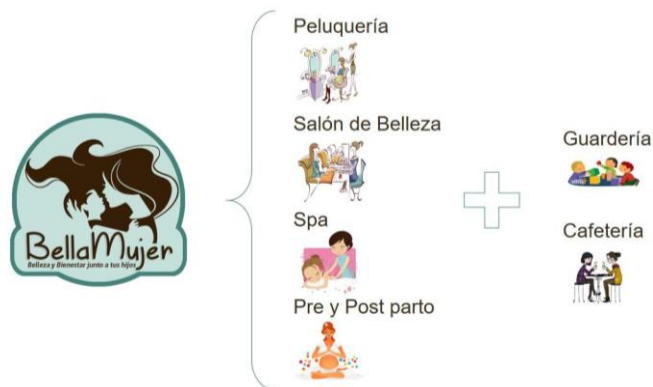 Peluquería
Salón de Belleza
Spa
Pre y Post parto
BellaMujer
Belleza y Bienestar junto a tus hijos
Guardería
Cafetería